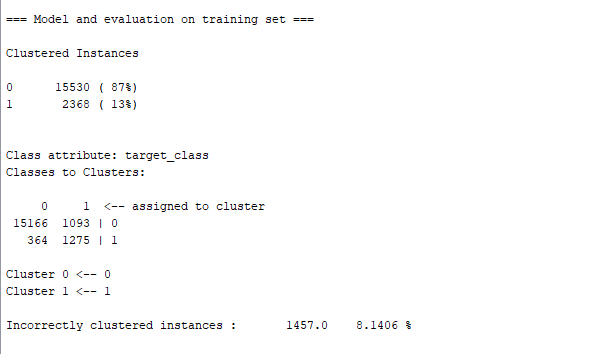 === Model and evaluation on training set ===
Clustered Instances
0      15530 ( 87%)
1       2368 ( 13%)
Class attribute: target_class
Classes to Clusters:
     0     1  <-- assigned to cluster
 15166  1093 | 0
   364  1275 | 1
Cluster 0 <-- 0
Cluster 1 <-- 1
Incorrectly clustered instances :       1457.0    8.1406 %